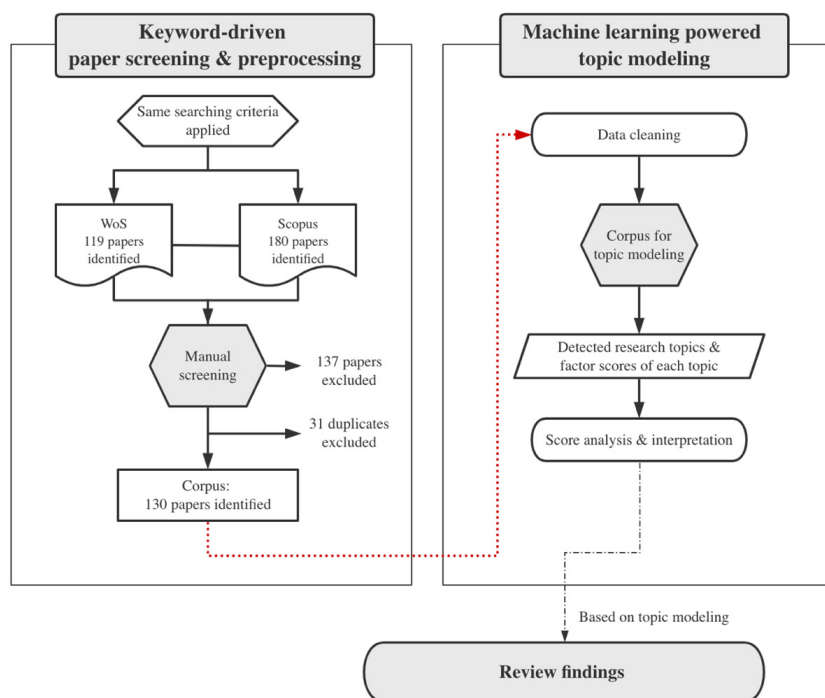 Keyword-driven
paper screening & preprocessing
Same searching criteria
applied
WoS
119 papers
identified
Scopus
180 papers
identified
Manual
screening
137 papers
excluded
31 duplicates
excluded
Corpus:
130 papers identified
Machine learning powered
topic modeling
Data cleaning
Corpus for
topic modeling
Detected research topics &
factor scores of each topic
Score analysis & interpretation
Based on topic modeling
Review findings